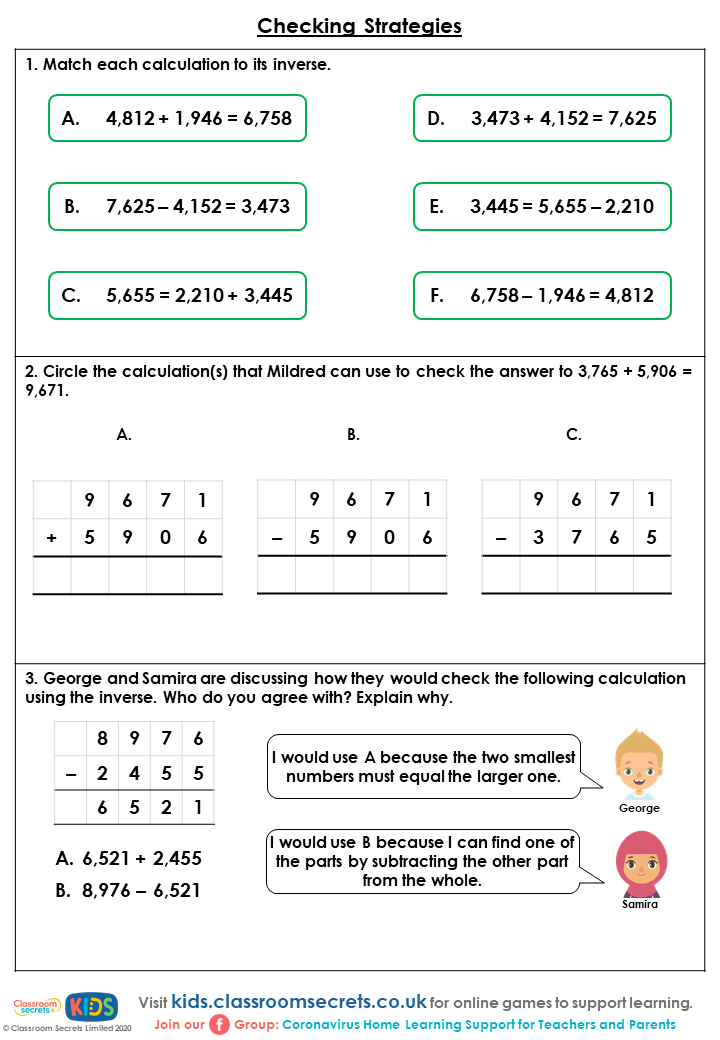 Checking Strategies
1. Match each calculation to its inverse.
A. 4,812 + 1,946 = 6,758
D. 3,473 + 4,152 = 7,625
B. 7,625 – 4,152 = 3,473
E. 3,445 = 5,655 – 2,210
C. 5,655 = 2,210 + 3,445
F. 6,758 – 1,946 = 4,812
2. Circle the calculation(s) that Mildred can use to check the answer to 3,765 + 5,906 =
9,671.
A. B. C.
9 6 7 1 9 6 7 1 9 6 7 1
+ 5 9 0 6 – 5 9 0 6 – 3 7 6 5
3. George and Samira are discussing how they would check the following calculation
using the inverse. Who do you agree with? Explain why.
8 9 7 6
– 2 4 5 5
6 5 2 1
A. 6,521 + 2,455
B. 8,976 – 6,521
I would use A because the two smallest
numbers must equal the larger one.
George
I would use B because I can find one of
the parts by subtracting the other part
from the whole.
Samira
Classroom
secrets
KIDS
© Classroom Secrets Limited 2020
Visit kids.classroomsecrets.co.uk for online games to support learning.
Join our f Group: Coronavirus Home Learning Support for Teachers and Parents